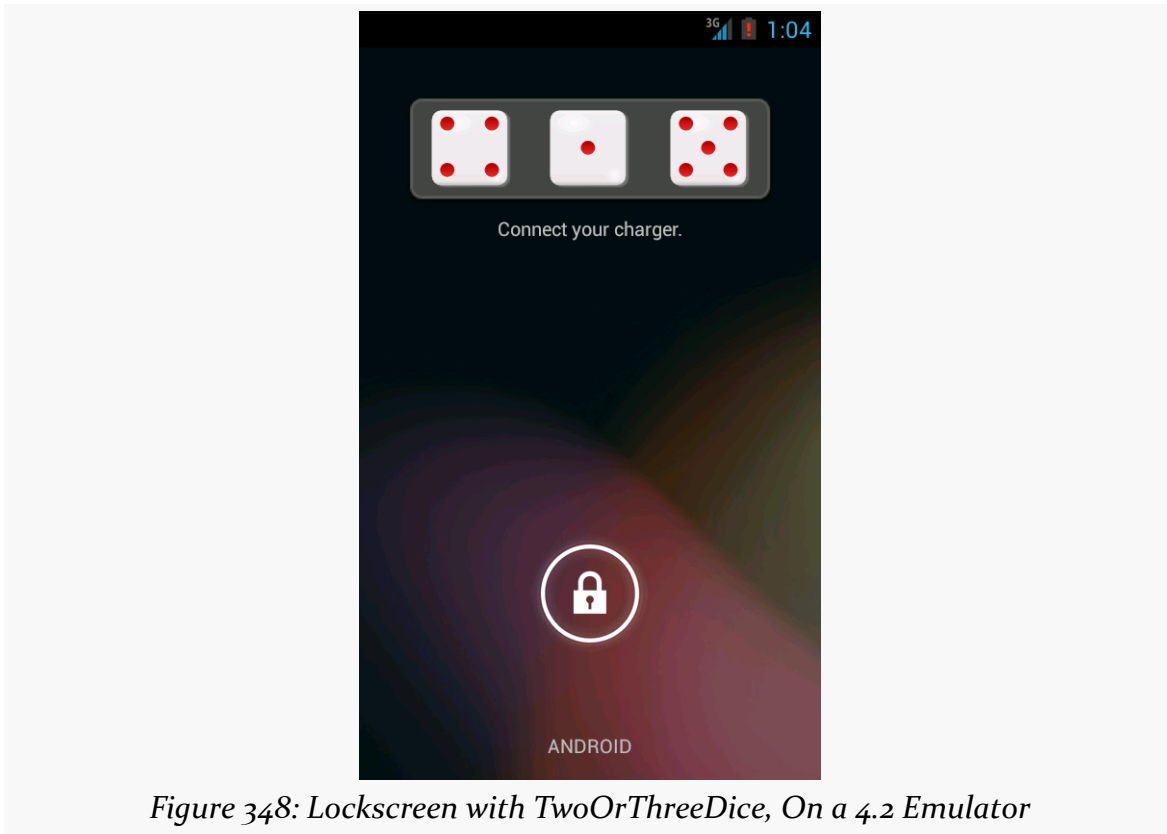 3G 1:04
Connect your charger.
ANDROID
Figure 348: Lockscreen with TwoOrThreeDice, On a 4.2 Emulator